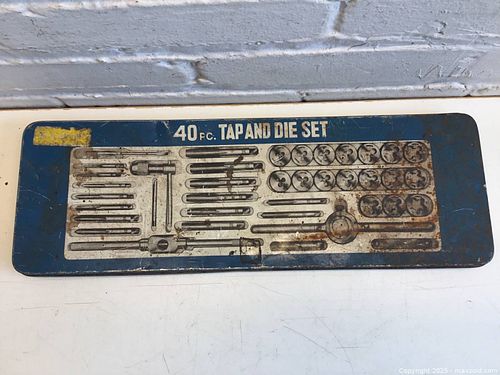 40 PC. TAP AND DIE SET
Copyright 2025 - maxsold.com